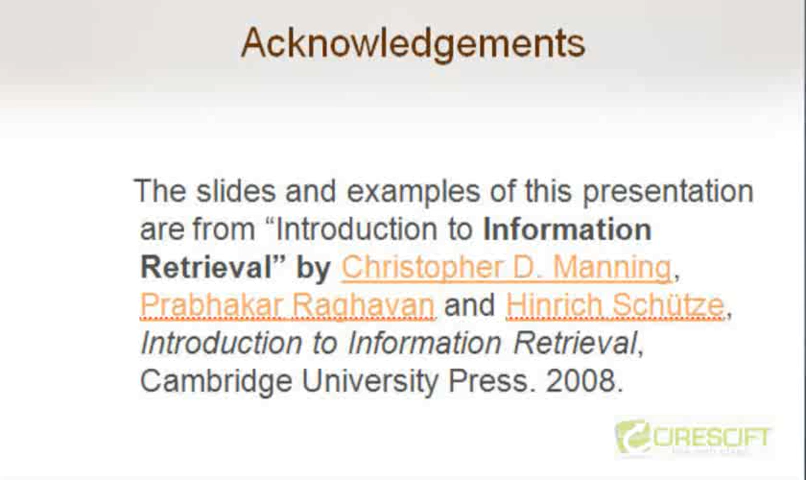 Acknowledgements
The slides and examples of this presentation
are from “Introduction to Information
Retrieval” by Christopher D. Manning,
Prabhakar Raghavan and Hinrich Schütze,
Introduction to Information Retrieval,
Cambridge University Press. 2008.